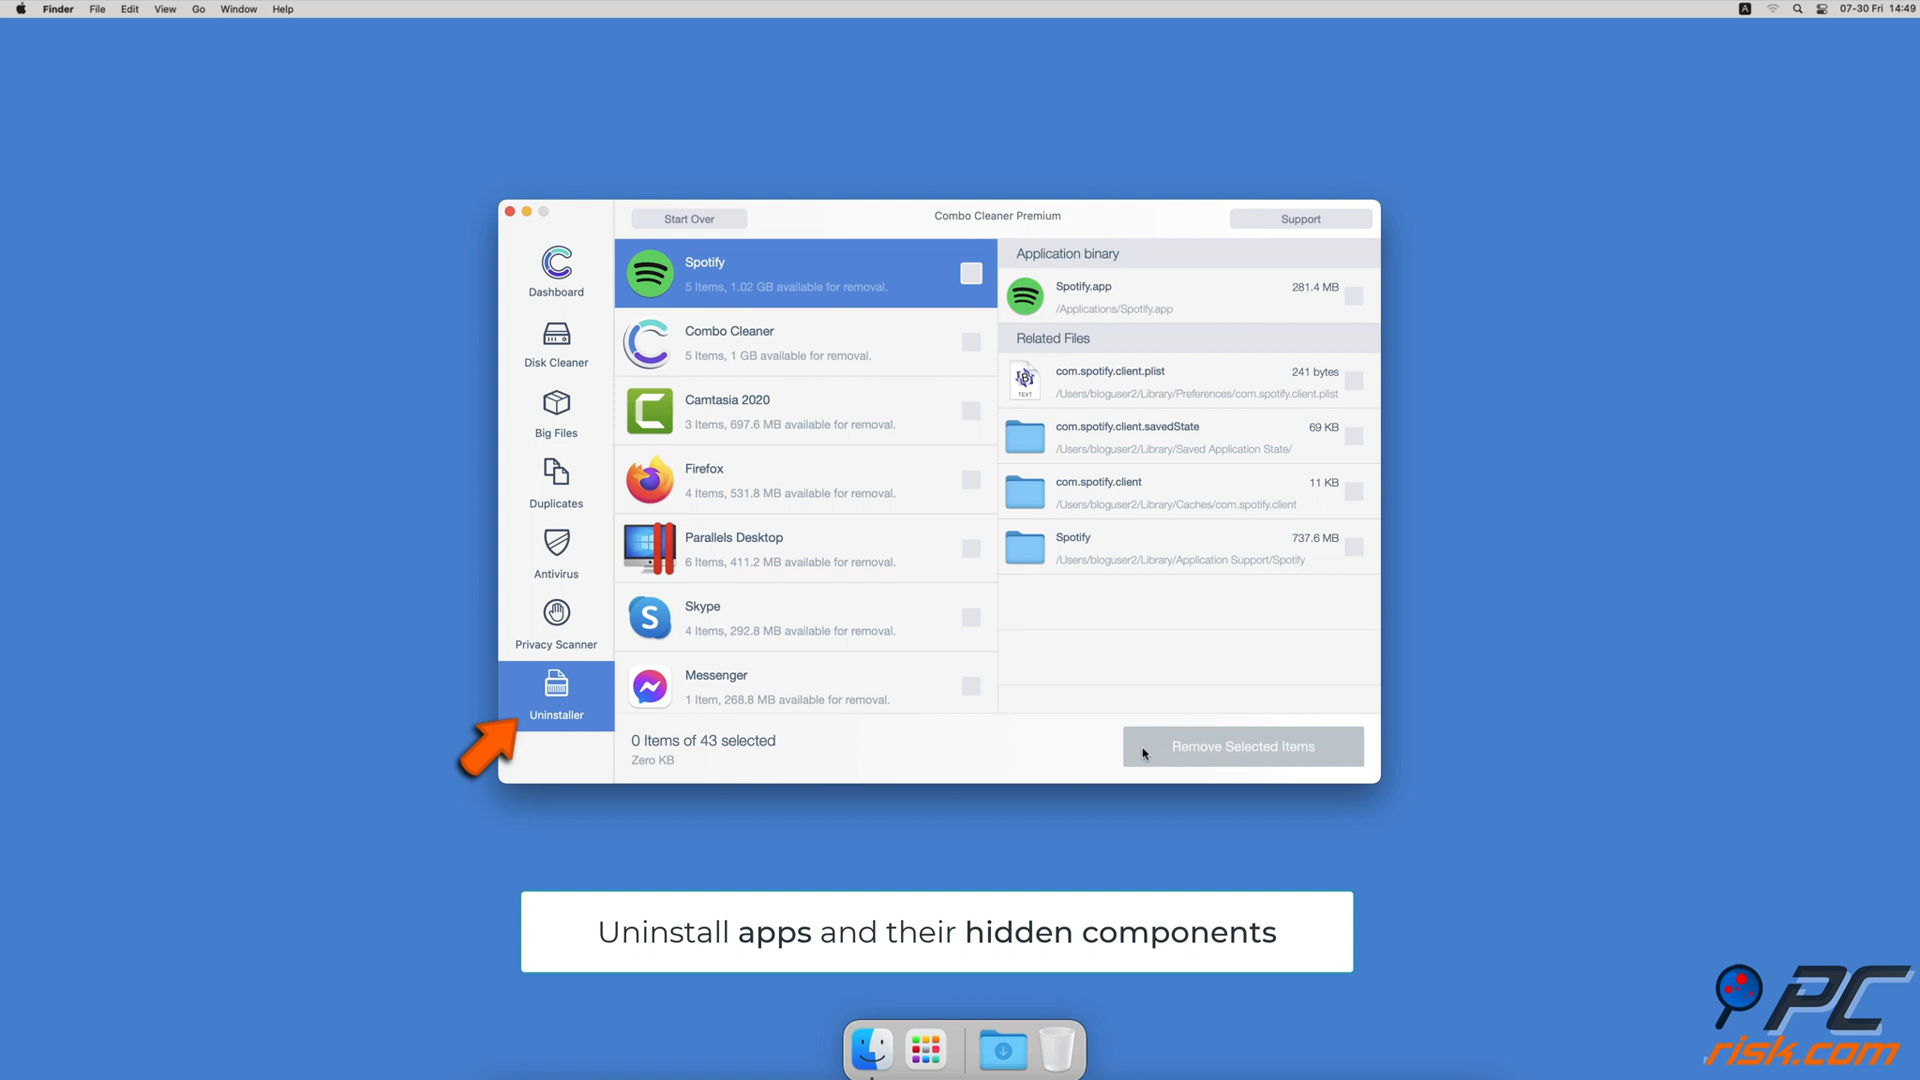 Finder File Edit View Go Window Help
A 07-30 Fri 14:49
Start Over
Combo Cleaner Premium
Support
Dashboard
Disk Cleaner
Big Files
Duplicates
Antivirus
Privacy Scanner
Uninstaller
Spotify
5 Items, 1.02 GB available for removal.
Combo Cleaner
5 Items, 1 GB available for removal.
Camtasia 2020
3 Items, 697.6 MB available for removal.
Firefox
4 Items, 531.8 MB available for removal.
Parallels Desktop
6 Items, 411.2 MB available for removal.
Skype
4 Items, 292.8 MB available for removal.
Messenger
1 Item, 268.8 MB available for removal.
Application binary
Spotify.app 281.4 MB
/Applications/Spotify.app
Related Files
TEXT
com.spotify.client.plist 241 bytes
/Users/bloguser2/Library/Preferences/com.spotify.client.plist
com.spotify.client.savedState 69 KB
/Users/bloguser2/Library/Saved Application State/
com.spotify.client 11 KB
/Users/bloguser2/Library/Caches/com.spotify.client
Spotify 737.6 MB
/Users/bloguser2/Library/Application Support/Spotify
0 Items of 43 selected
Zero KB
Remove Selected Items
Uninstall apps and their hidden components
PC
risk.com